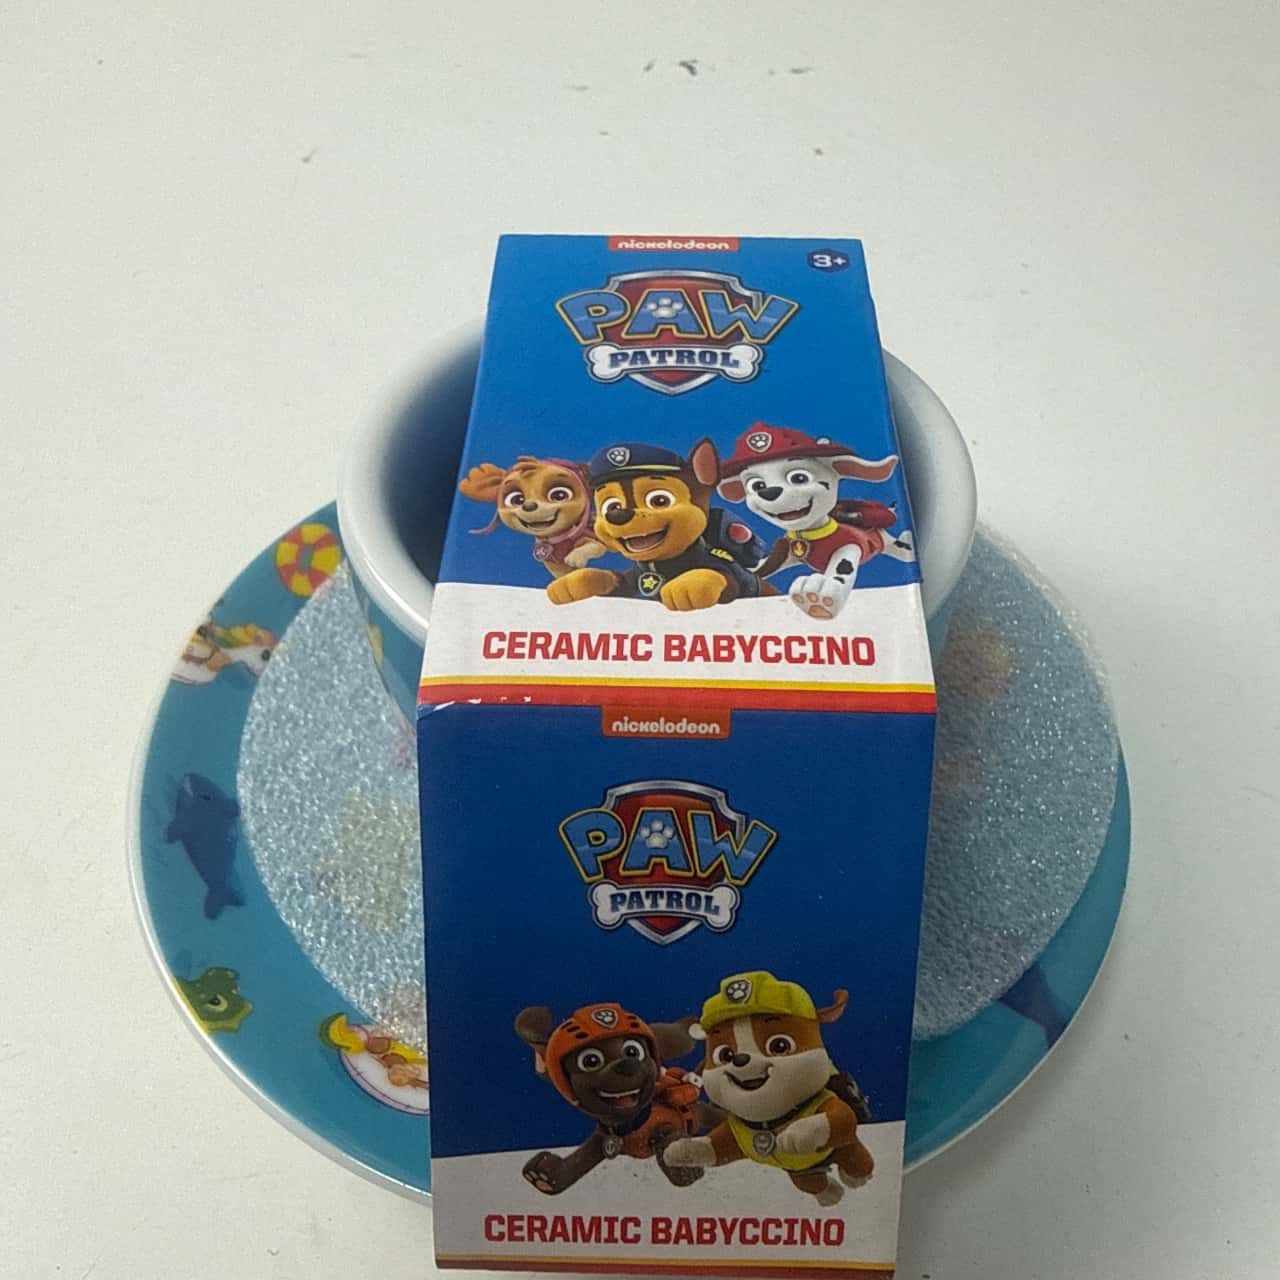 nickelodeon
3+
PAW
PATROL
CERAMIC BABYCCINO
nickelodeon
PAW
PATROL
CERAMIC BABYCCINO